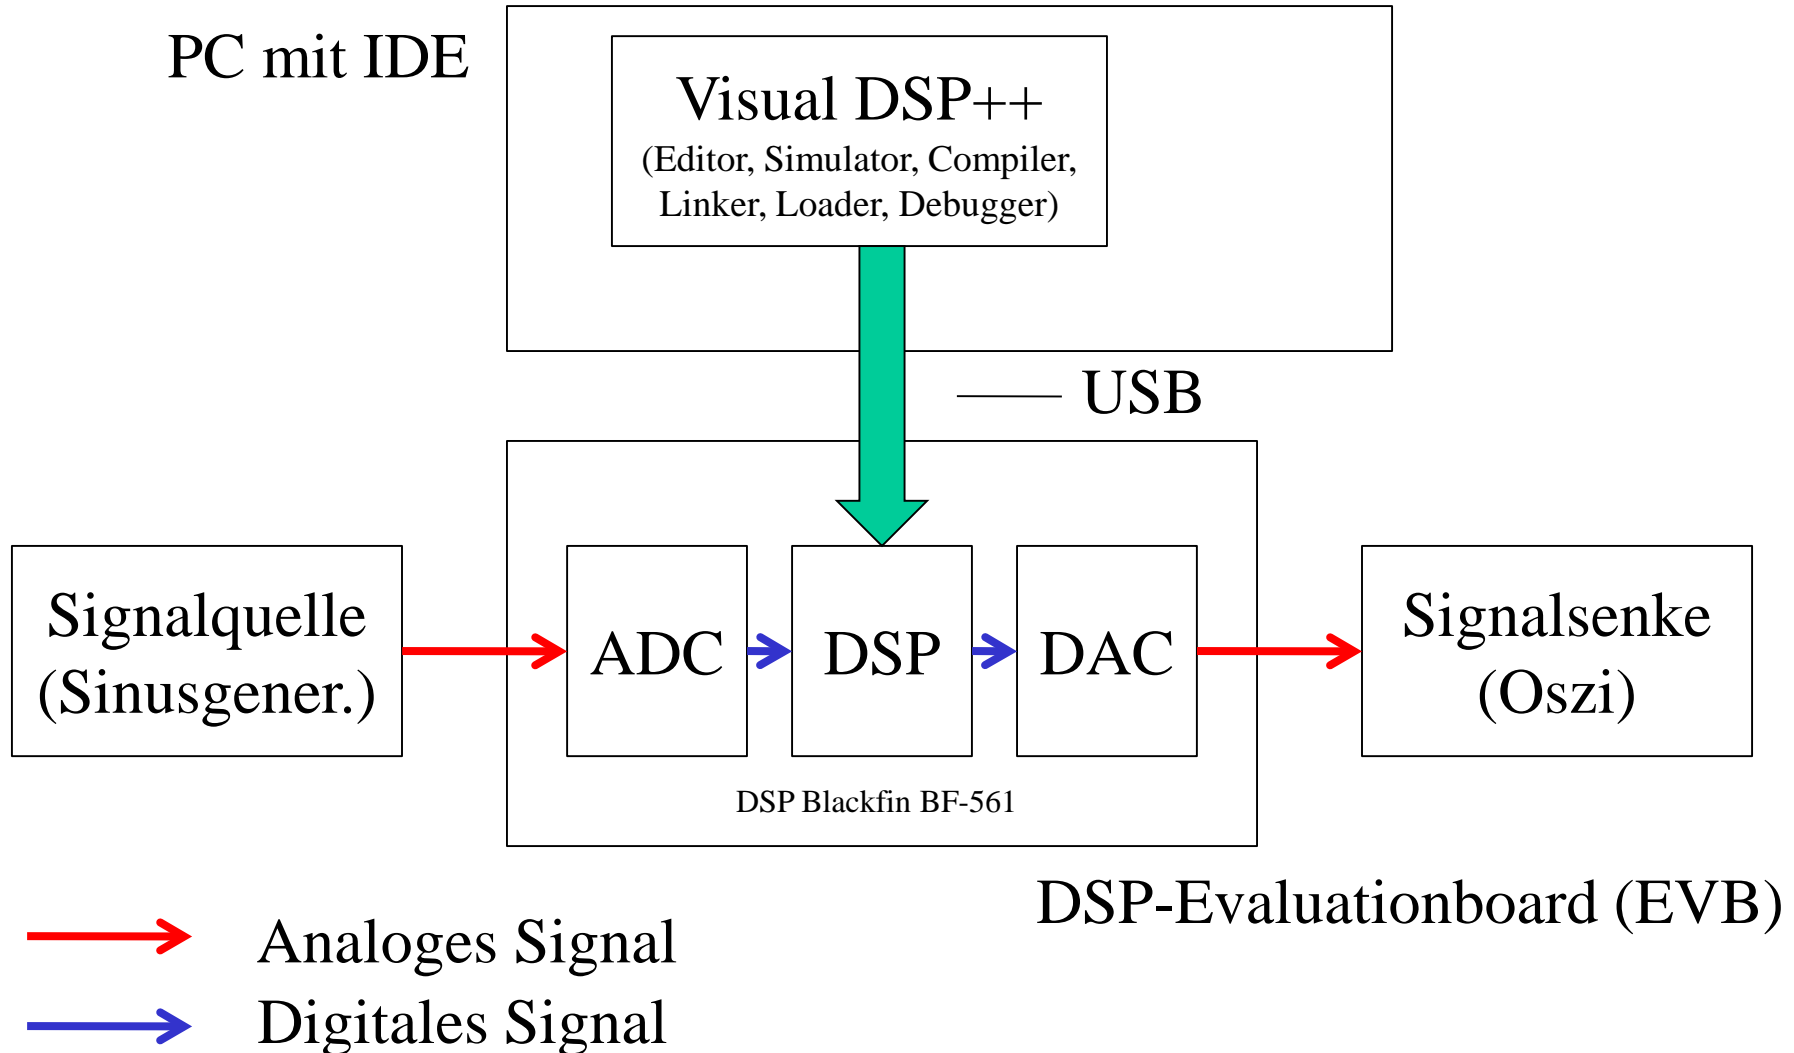 PC mit IDE
Visual DSP++
(Editor, Simulator, Compiler,
Linker, Loader, Debugger)
USB
Signalquelle
(Sinusgener.)
ADC
DSP
DAC
Signalsenke
(Oszi)
DSP Blackfin BF-561
DSP-Evaluationboard (EVB)
Analoges Signal
Digitales Signal